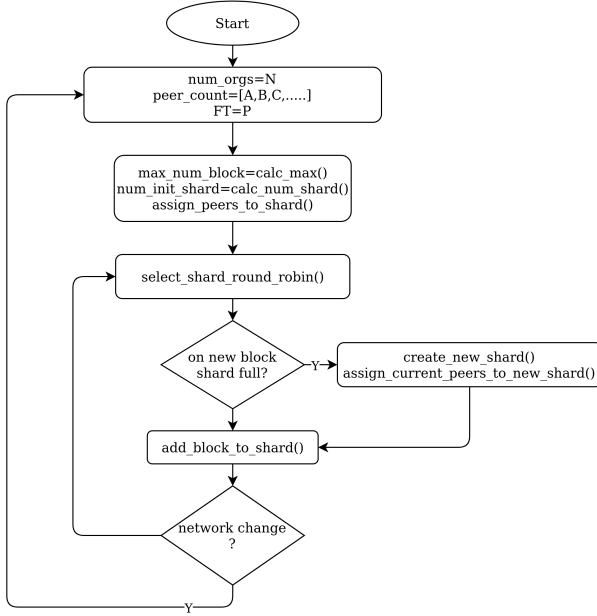 Start
num_orgs=N
peer_count=[A,B,C,.....]
FT=P
max_num_block=calc_max()
num_init_shard=calc_num_shard()
assign_peers_to_shard()
select_shard_round_robin()
on new block
shard full?
Y
create_new_shard()
assign_current_peers_to_new_shard()
add_block_to_shard()
network change
?
Y